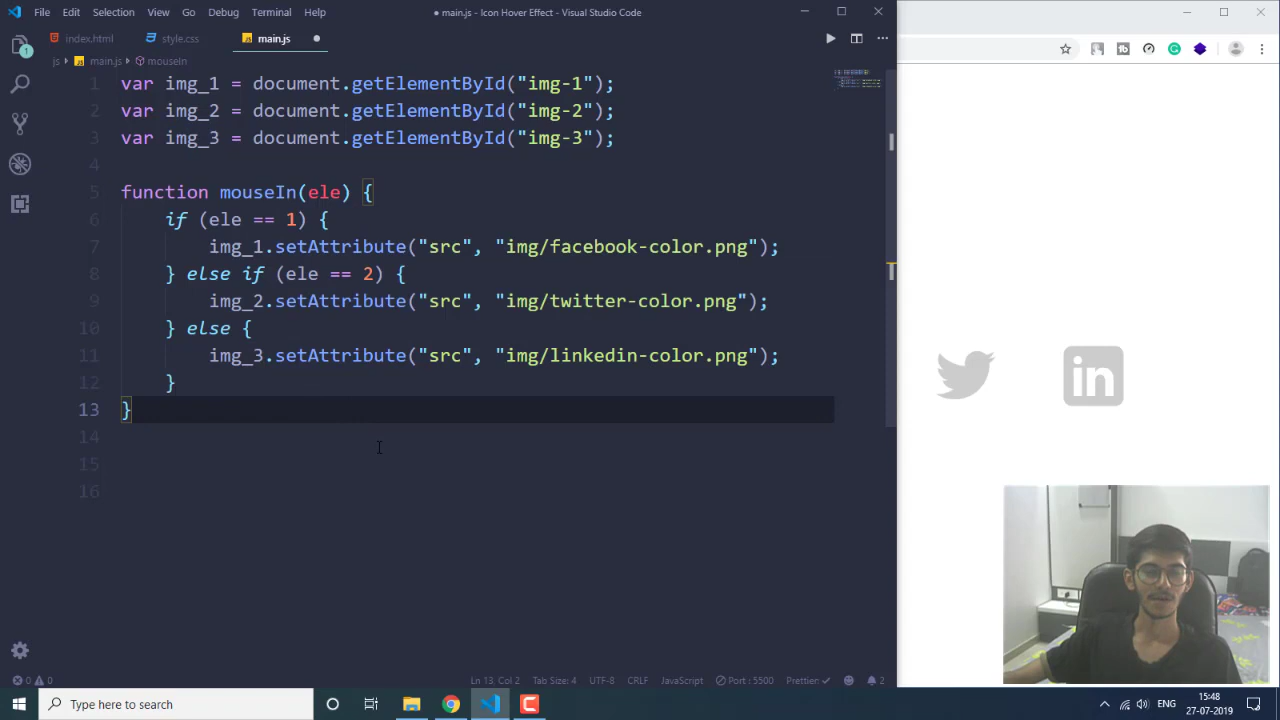 File Edit Selection View Go Debug Terminal Help
● main.js - Icon Hover Effect - Visual Studio Code
index.html style.css main.js ●
js › main.js › mouseIn
1 var img_1 = document.getElementById("img-1");
2 var img_2 = document.getElementById("img-2");
3 var img_3 = document.getElementById("img-3");
4
5 function mouseIn(ele) {
6 if (ele == 1) {
7 img_1.setAttribute("src", "img/facebook-color.png");
8 } else if (ele == 2) {
9 img_2.setAttribute("src", "img/twitter-color.png");
10 } else {
11 img_3.setAttribute("src", "img/linkedin-color.png");
12 }
13 }
14
15
16
in
0 0 Ln 13, Col 2 Tab Size: 4 UTF-8 CRLF JavaScript Port : 5500 Prettier: ✓ 2
Type here to search
ENG
15:48
27-07-2019